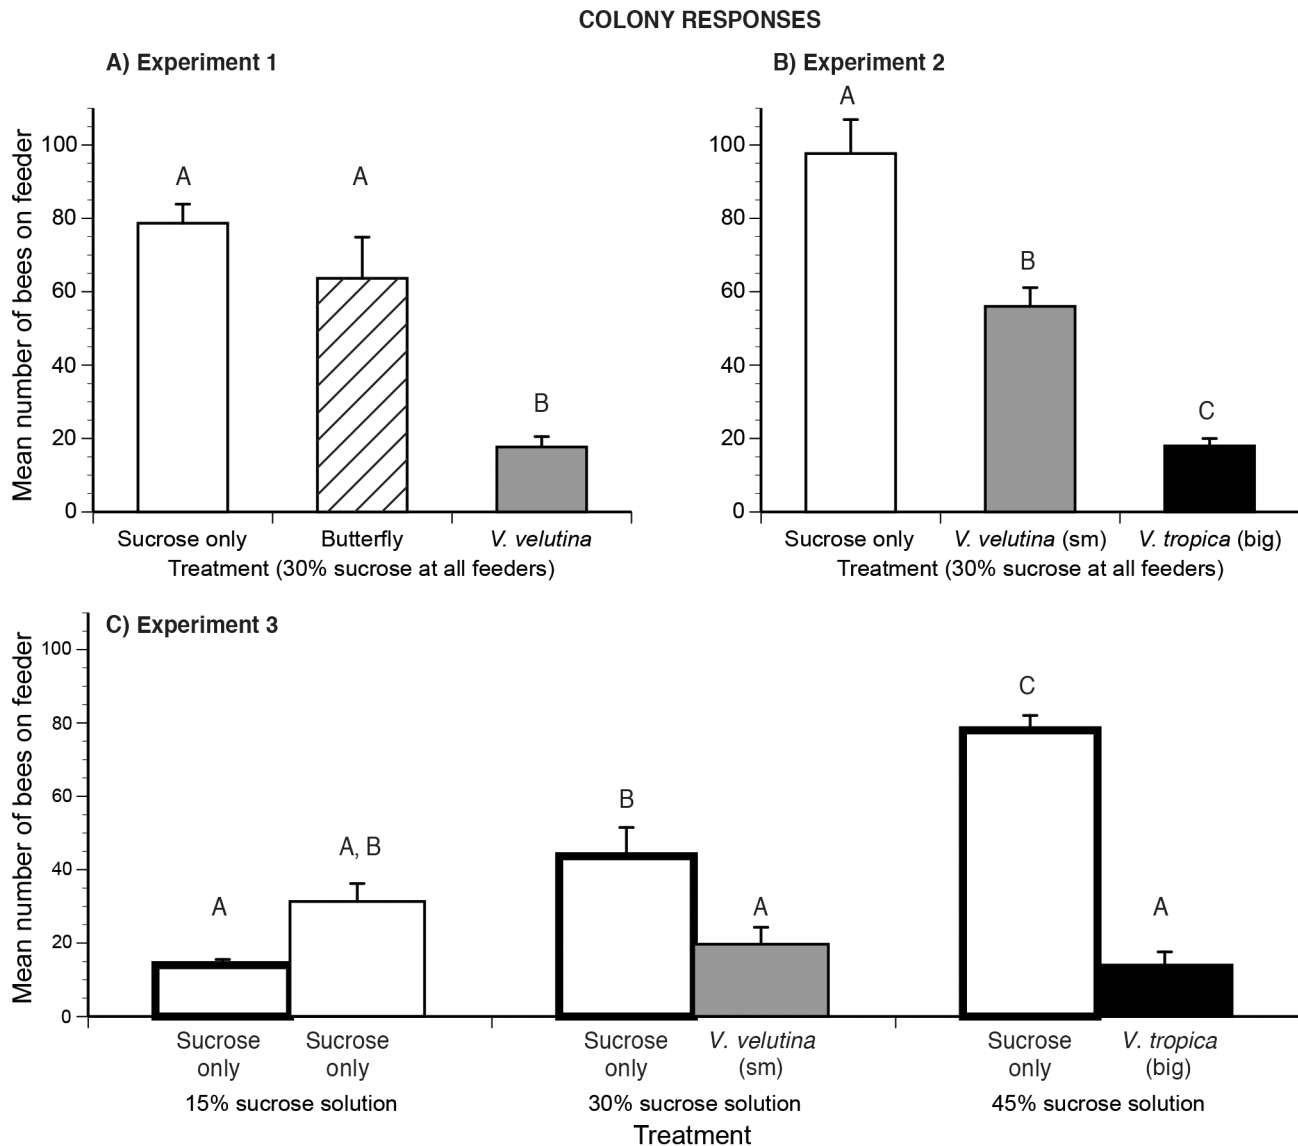 COLONY RESPONSES
A) Experiment 1
Mean number of bees on feeder
100
80
60
40
20
0
A
A
B
Sucrose only
Butterfly
V. velutina
Treatment (30% sucrose at all feeders)
B) Experiment 2
100
80
60
40
20
0
A
B
C
Sucrose only
V. velutina (sm)
V. tropica (big)
Treatment (30% sucrose at all feeders)
C) Experiment 3
Mean number of bees on feeder
100
80
60
40
20
0
A
A, B
B
A
C
A
Sucrose
only
Sucrose
only
Sucrose
only
V. velutina
(sm)
Sucrose
only
V. tropica
(big)
15% sucrose solution
30% sucrose solution
45% sucrose solution
Treatment